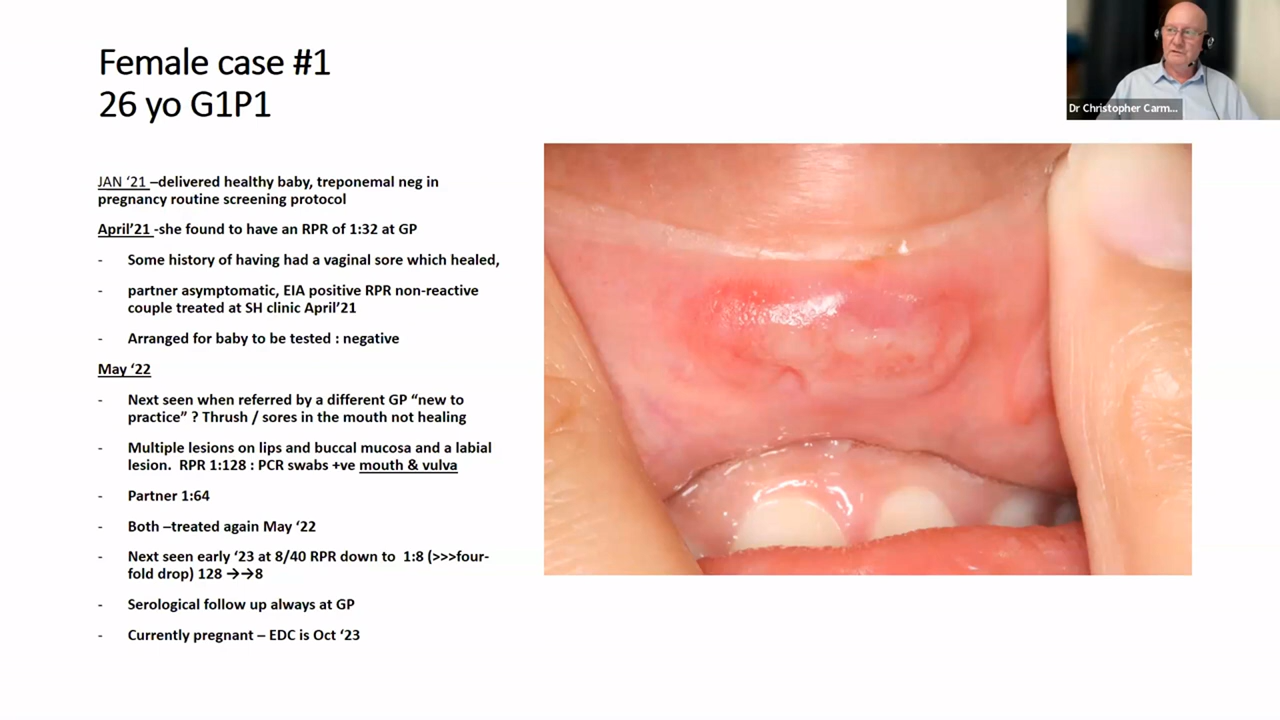 Female case #1
26 yo G1P1
Dr Christopher Carm...
JAN ‘21 –delivered healthy baby, treponemal neg in
pregnancy routine screening protocol
April’21 -she found to have an RPR of 1:32 at GP
- Some history of having had a vaginal sore which healed,
- partner asymptomatic, EIA positive RPR non-reactive
couple treated at SH clinic April’21
- Arranged for baby to be tested : negative
May ‘22
- Next seen when referred by a different GP “new to
practice” ? Thrush / sores in the mouth not healing
- Multiple lesions on lips and buccal mucosa and a labial
lesion. RPR 1:128 : PCR swabs +ve mouth & vulva
- Partner 1:64
- Both –treated again May ‘22
- Next seen early ‘23 at 8/40 RPR down to 1:8 (>>>four-
fold drop) 128 →→8
- Serological follow up always at GP
- Currently pregnant – EDC is Oct ‘23